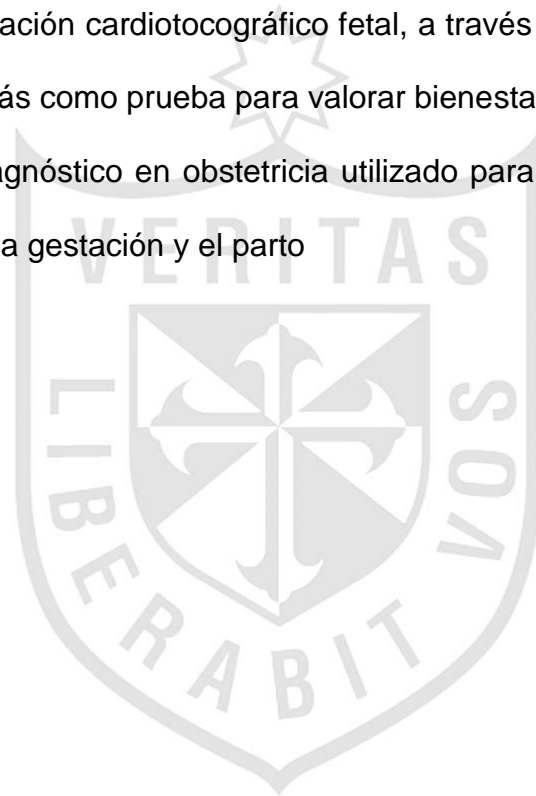 ación cardiotocográfico fetal, a través
ás como prueba para valorar bienesta
agnóstico en obstetricia utilizado para
a gestación y el parto
VERITAS
LIBERABIT VOS